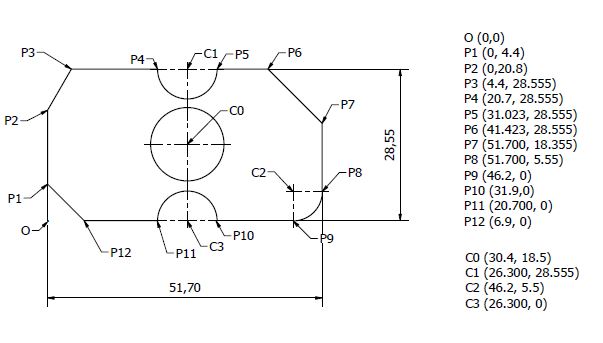 P3
P4
C1
P5
P6
C0
P7
P2
28,55
C2
P8
P1
O
P12
P11
C3
P10
P9
51,70
O (0,0)
P1 (0, 4.4)
P2 (0,20.8)
P3 (4.4, 28.555)
P4 (20.7, 28.555)
P5 (31.023, 28.555)
P6 (41.423, 28.555)
P7 (51.700, 18.355)
P8 (51.700, 5.55)
P9 (46.2, 0)
P10 (31.9,0)
P11 (20.700, 0)
P12 (6.9, 0)
C0 (30.4, 18.5)
C1 (26.300, 28.555)
C2 (46.2, 5.5)
C3 (26.300, 0)